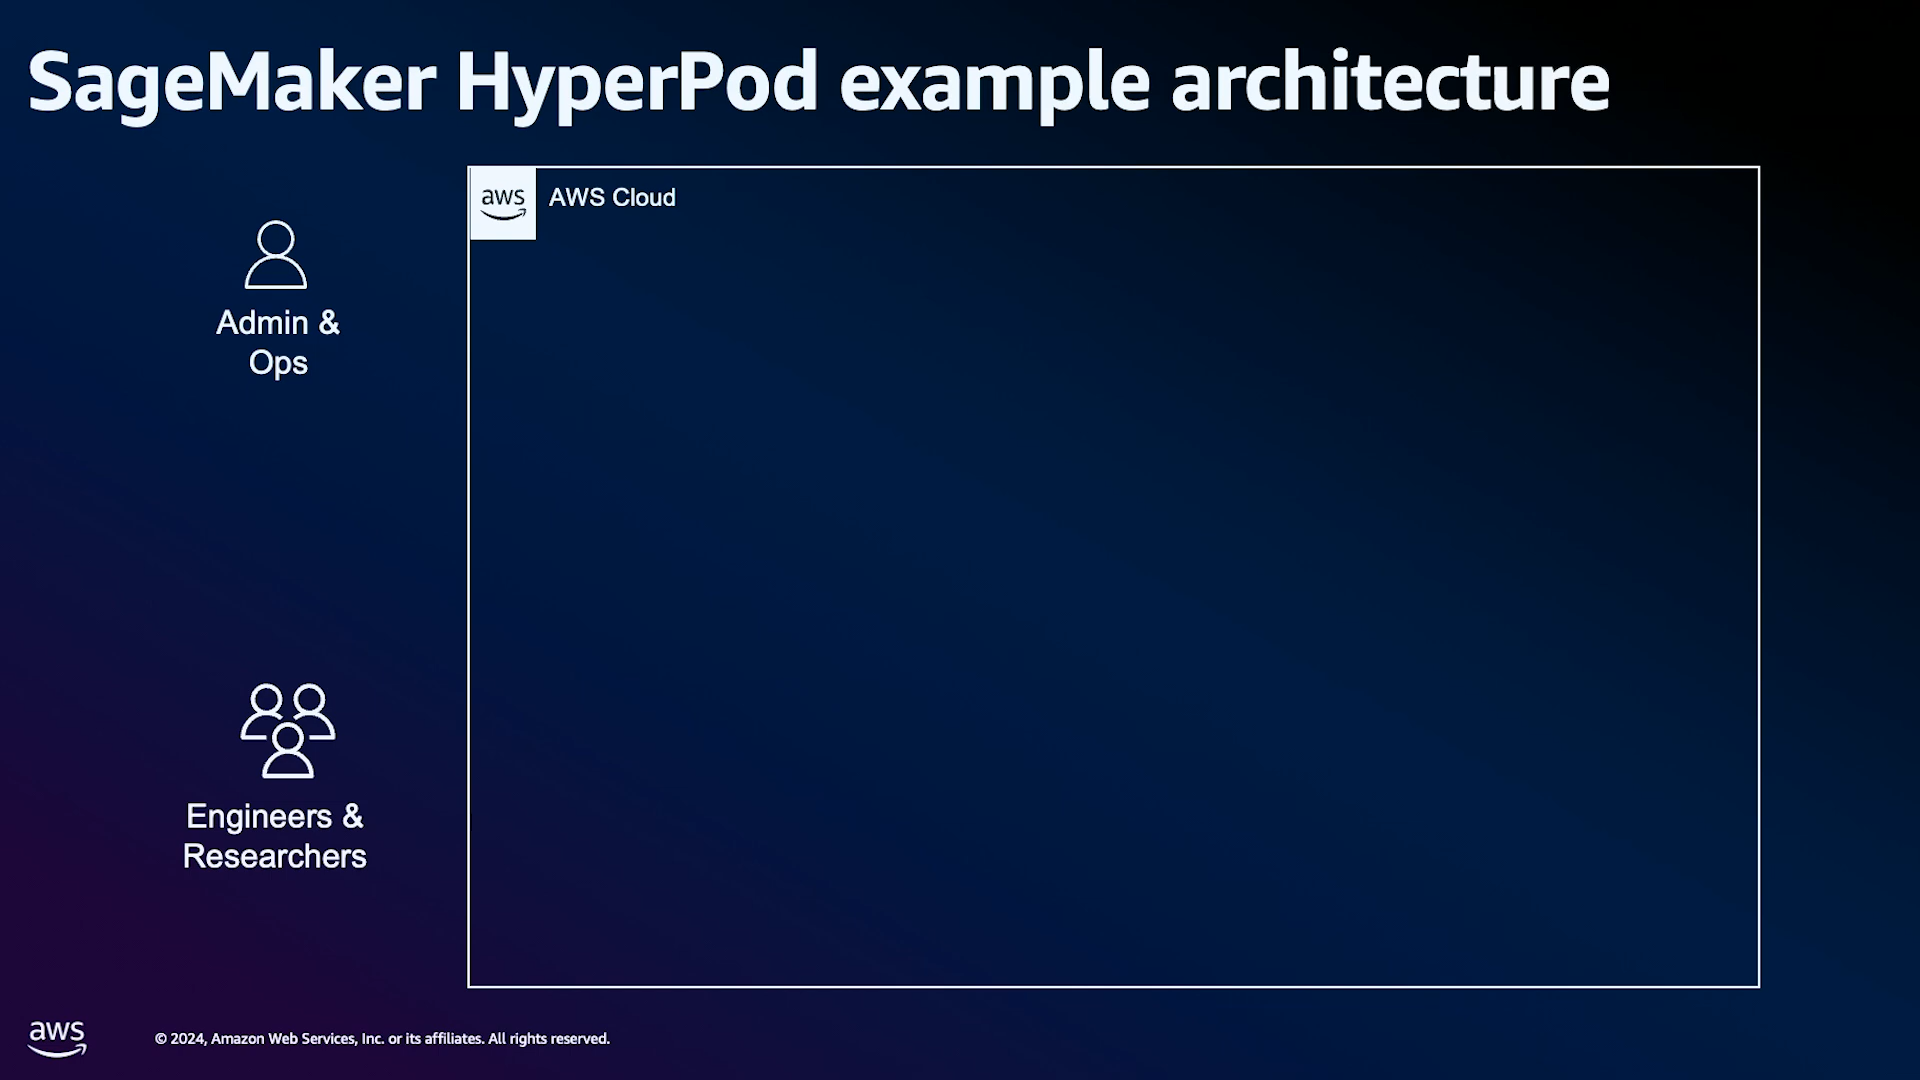 SageMaker HyperPod example architecture
aws
AWS Cloud
Admin &
Ops
Engineers &
Researchers
aws
© 2024, Amazon Web Services, Inc. or its affiliates. All rights reserved.